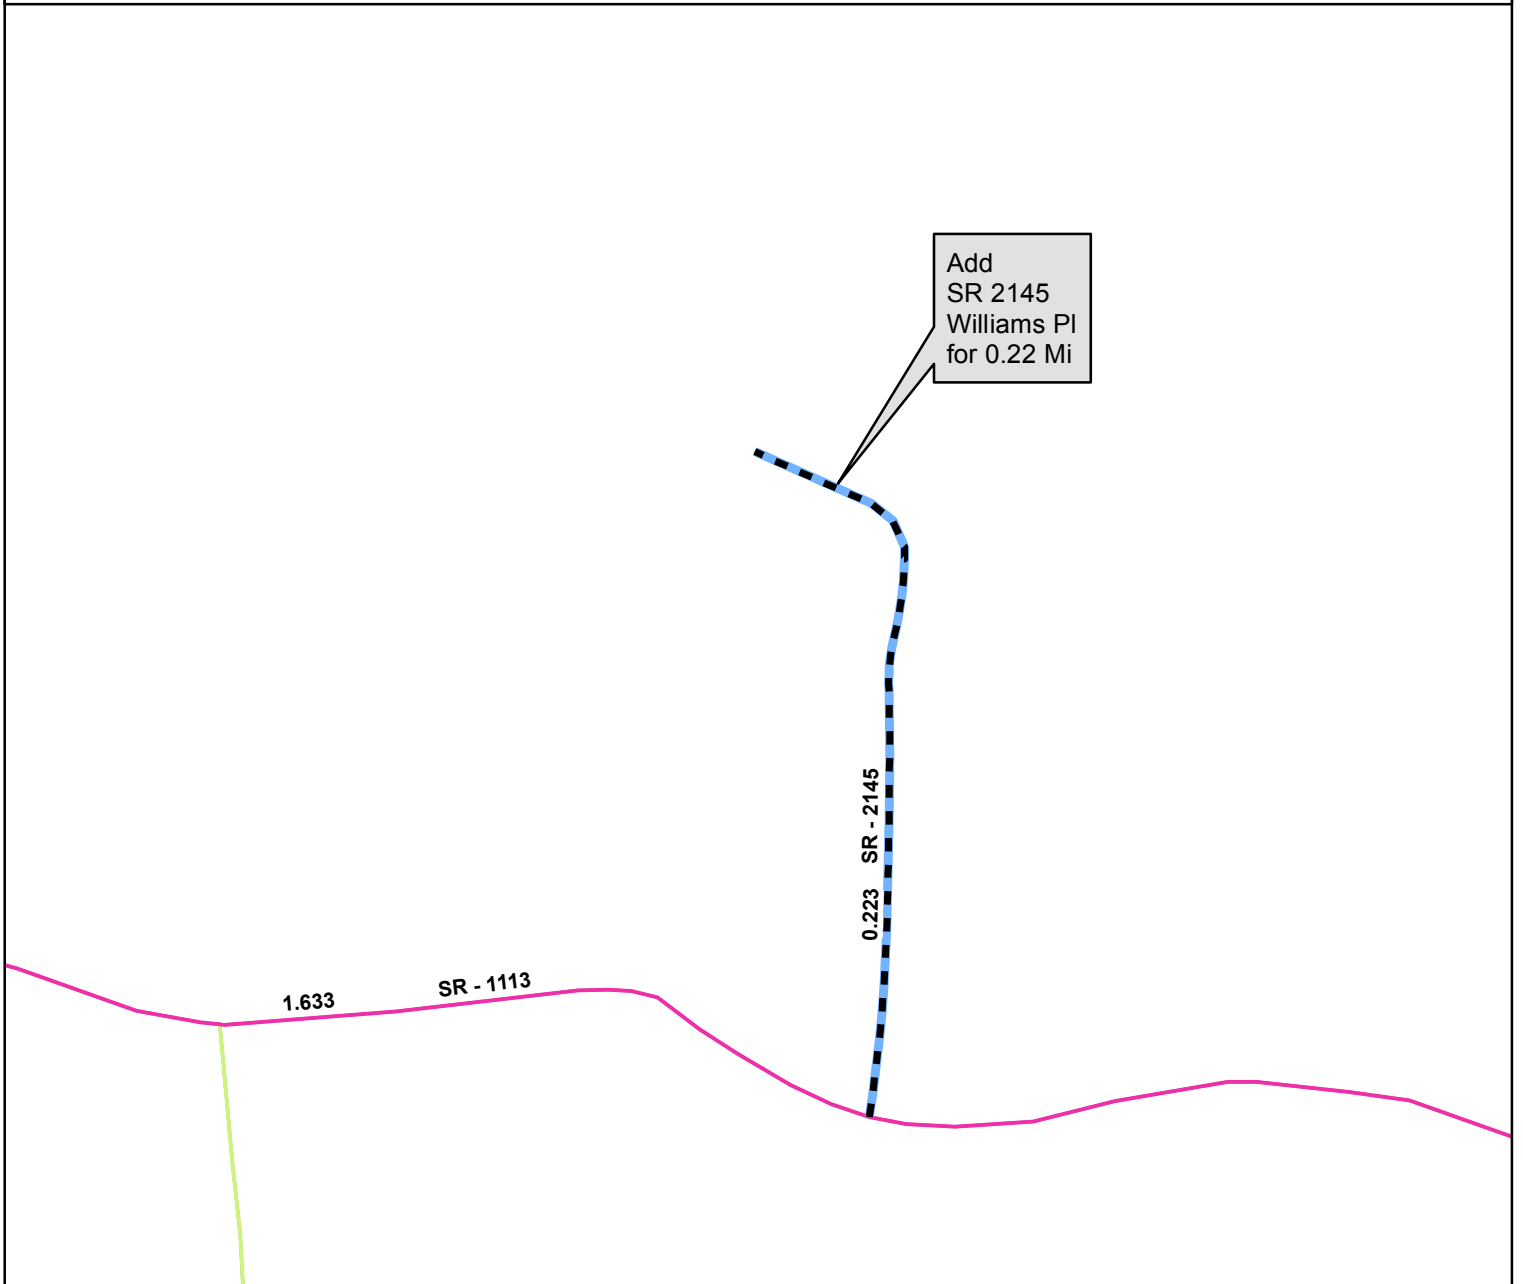 Add
SR 2145
Williams Pl
for 0.22 Mi
0.223 SR - 2145
1.633 SR - 1113